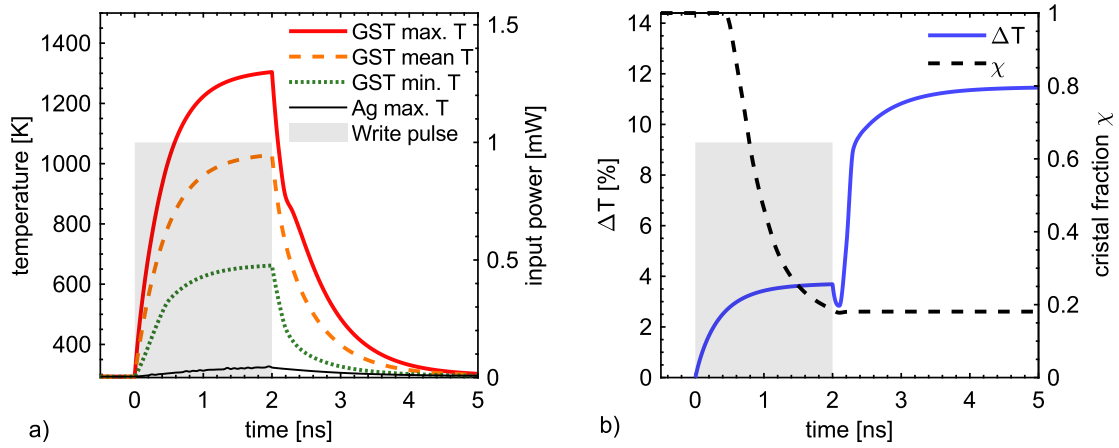 1400
1200
1000
800
600
400
temperature [K]
GST max. T
GST mean T
GST min. T
Ag max. T
Write pulse
1.5
1
0.5
0
input power [mW]
0 1 2 3 4 5
time [ns]
a)
14
12
10
8
6
4
2
0
Δ T [%]
ΔT
χ
1
0.8
0.6
0.4
0.2
0
cristal fraction χ
0 1 2 3 4 5
time [ns]
b)